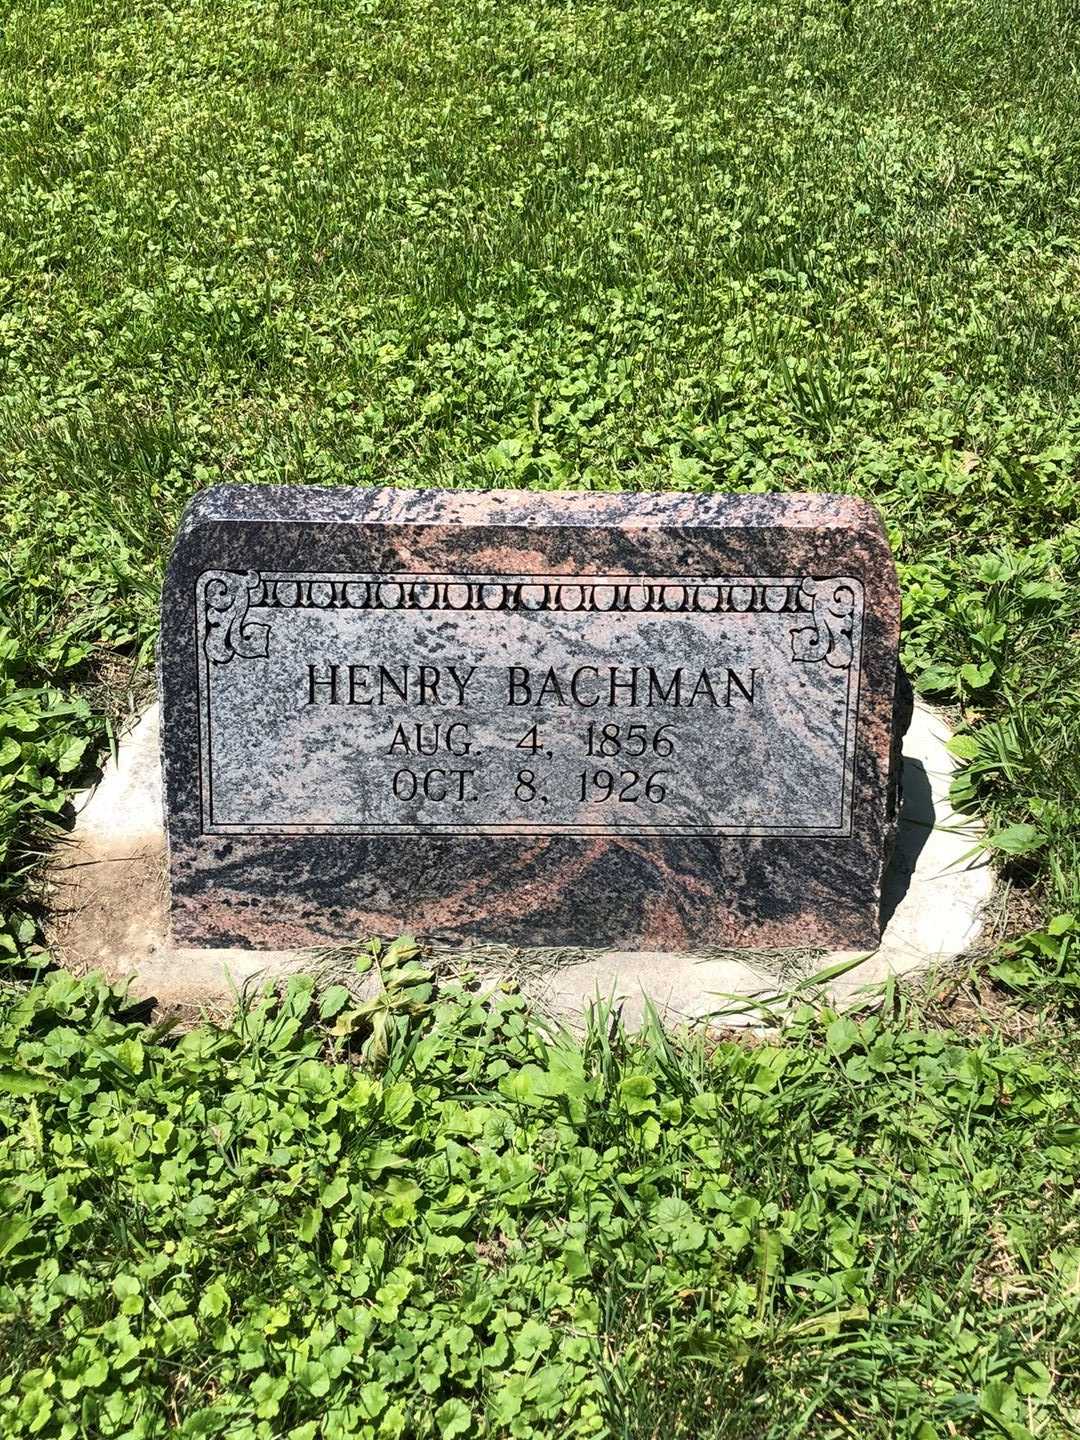 HENRY BACHMAN
AUG. 4, 1856
OCT. 8, 1926